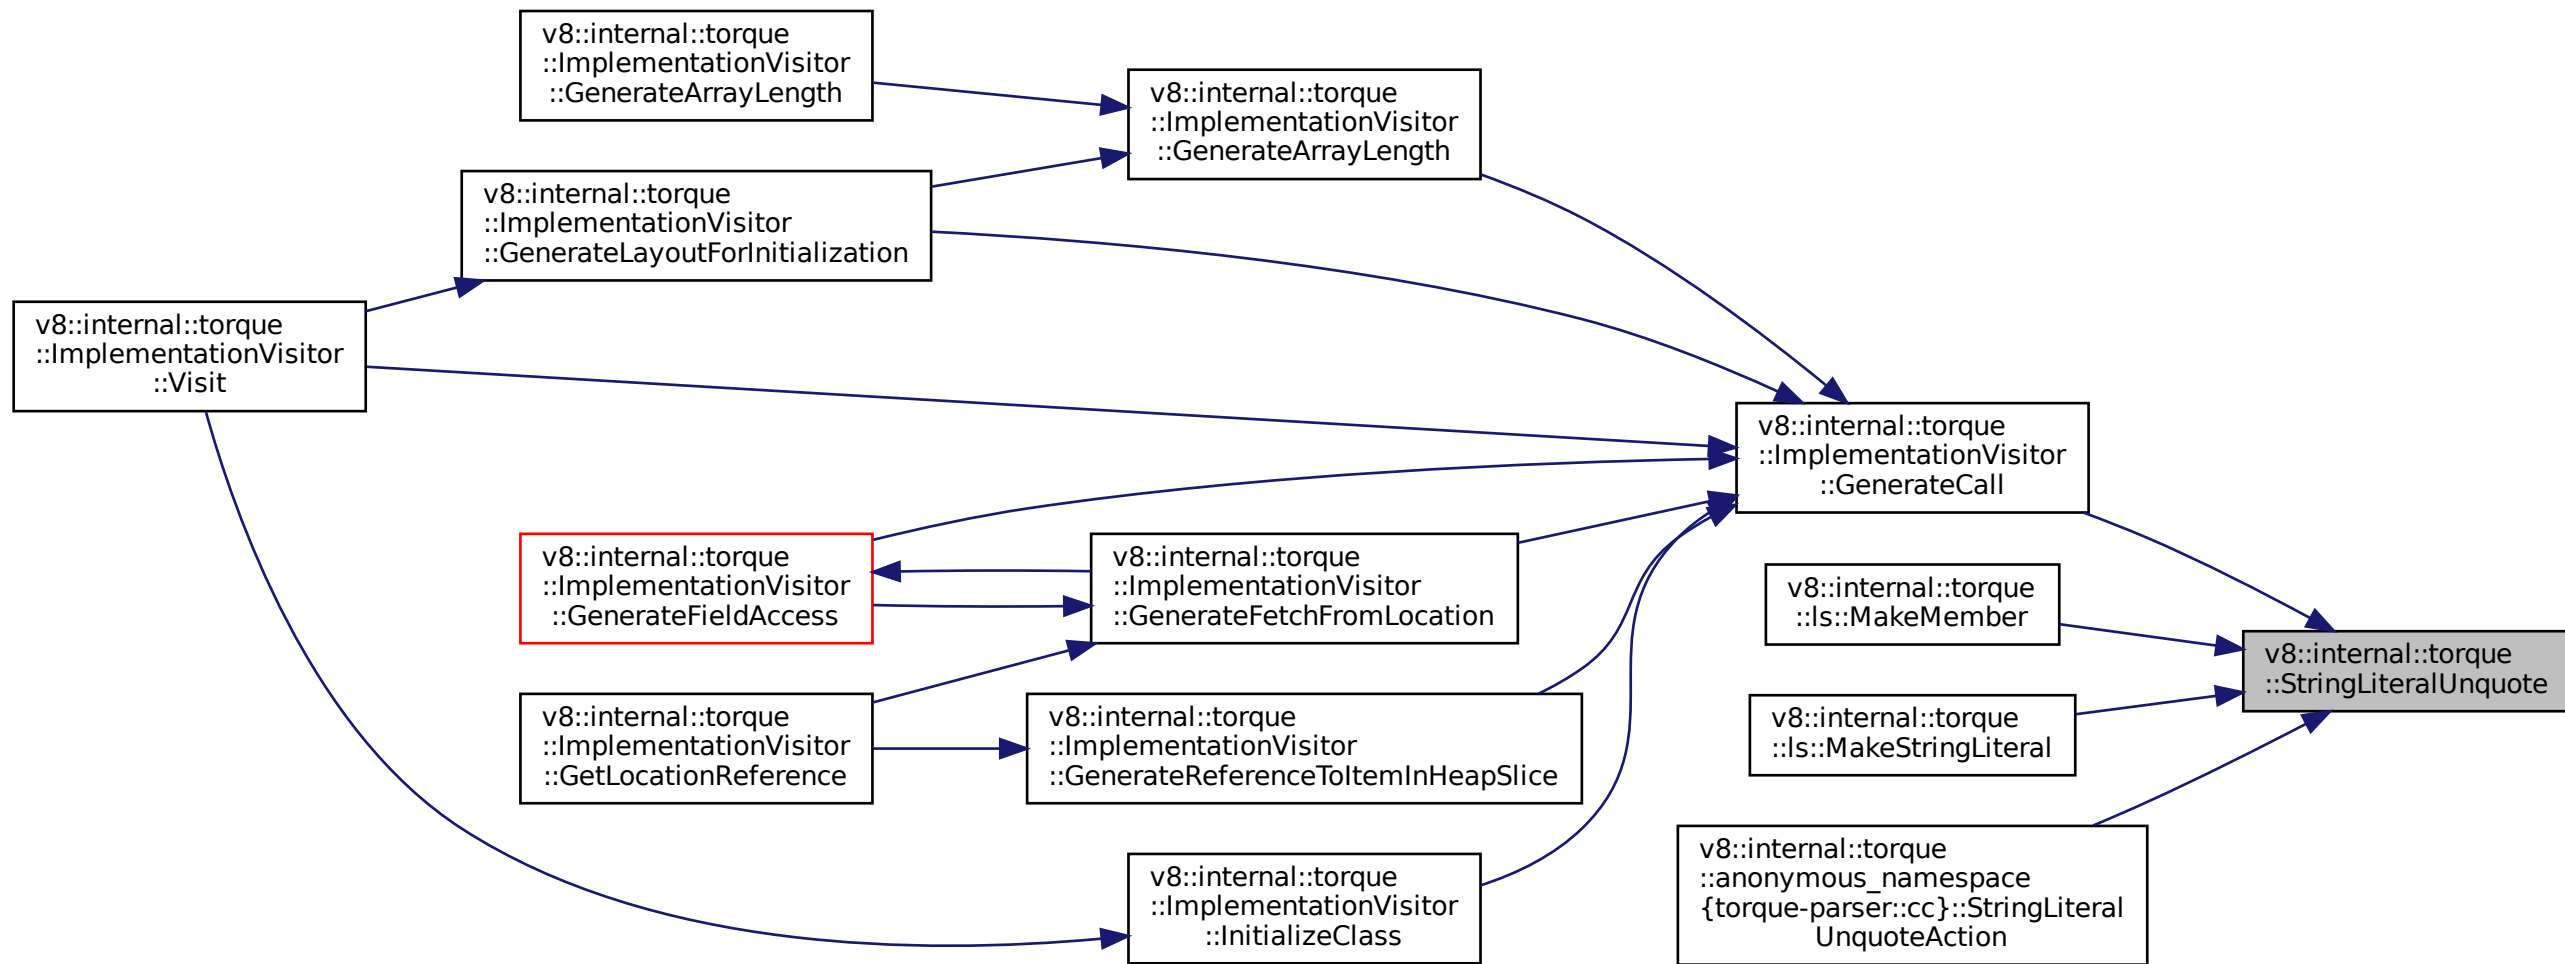 v8::internal::torque
::ImplementationVisitor
::GenerateArrayLength
v8::internal::torque
::ImplementationVisitor
::GenerateArrayLength
v8::internal::torque
::ImplementationVisitor
::GenerateLayoutForInitialization
v8::internal::torque
::ImplementationVisitor
::Visit
v8::internal::torque
::ImplementationVisitor
::GenerateCall
v8::internal::torque
::ImplementationVisitor
::GenerateFieldAccess
v8::internal::torque
::ImplementationVisitor
::GenerateFetchFromLocation
v8::internal::torque
::ls::MakeMember
v8::internal::torque
::StringLiteralUnquote
v8::internal::torque
::ImplementationVisitor
::GetLocationReference
v8::internal::torque
::ImplementationVisitor
::GenerateReferenceToItemInHeapSlice
v8::internal::torque
::ls::MakeStringLiteral
v8::internal::torque
::anonymous_namespace
{torque-parser::cc}::StringLiteral
UnquoteAction
v8::internal::torque
::ImplementationVisitor
::InitializeClass